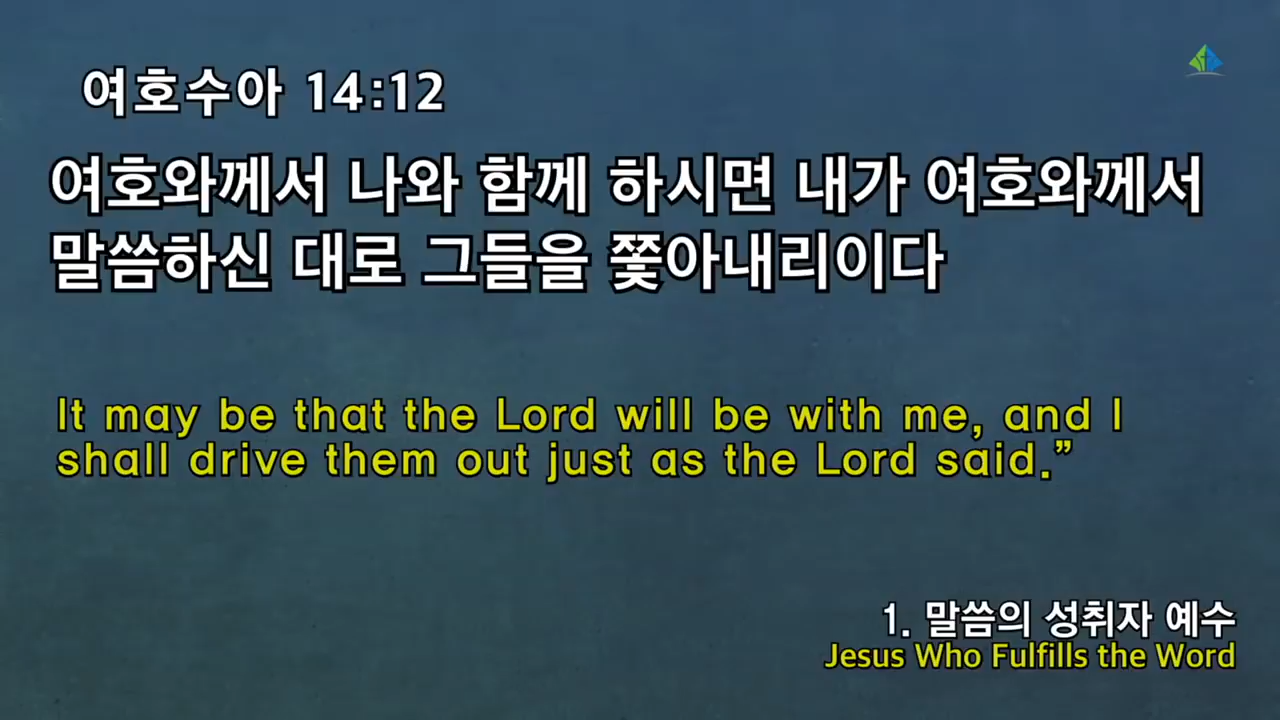 여호수아 14:12
여호와께서 나와 함께 하시면 내가 여호와께서
말씀하신 대로 그들을 쫓아내리이다
It may be that the Lord will be with me, and I
shall drive them out just as the Lord said.”
1. 말씀의 성취자 예수
Jesus Who Fulfills the Word